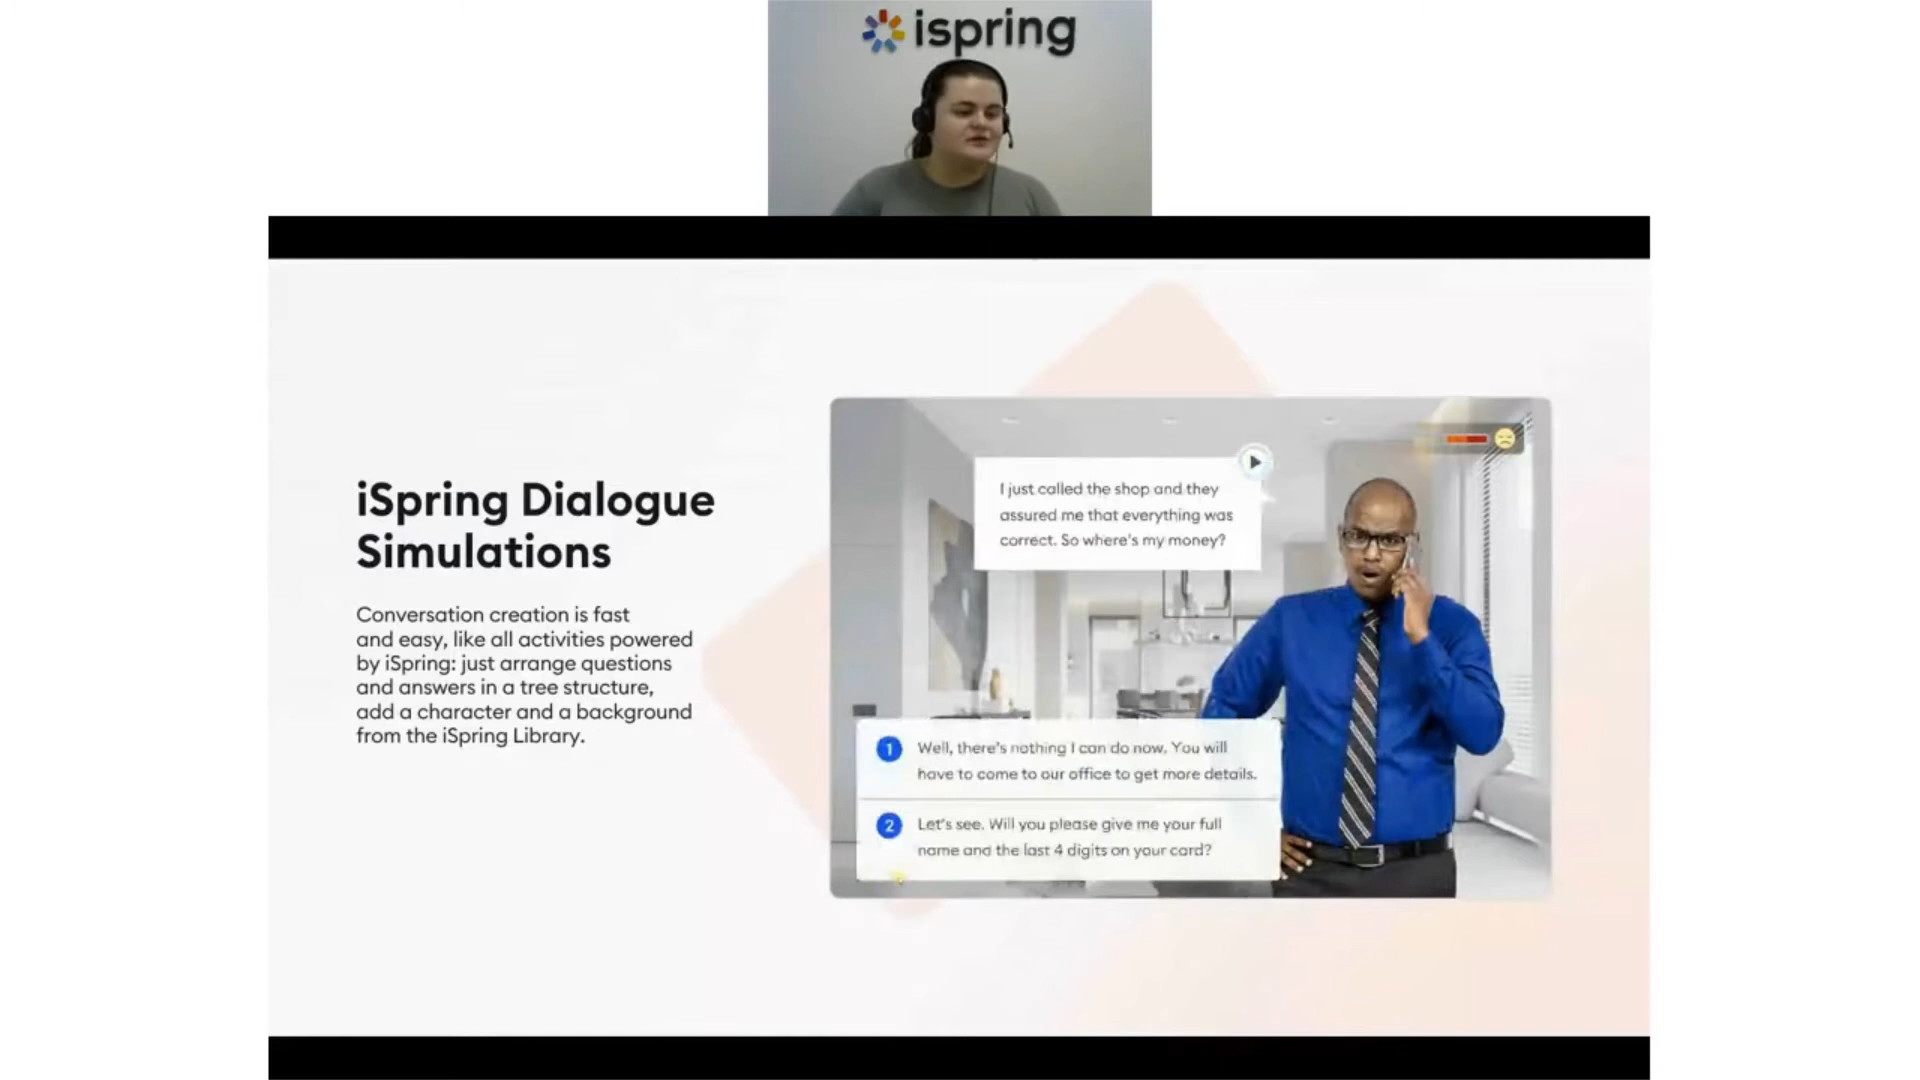 ispring
iSpring Dialogue
Simulations
Conversation creation is fast
and easy, like all activities powered
by iSpring: just arrange questions
and answers in a tree structure,
add a character and a background
from the iSpring Library.
I just called the shop and they
assured me that everything was
correct. So where's my money?
1 Well, there's nothing I can do now. You will
have to come to our office to get more details.
2 Let's see. Will you please give me your full
name and the last 4 digits on your card?